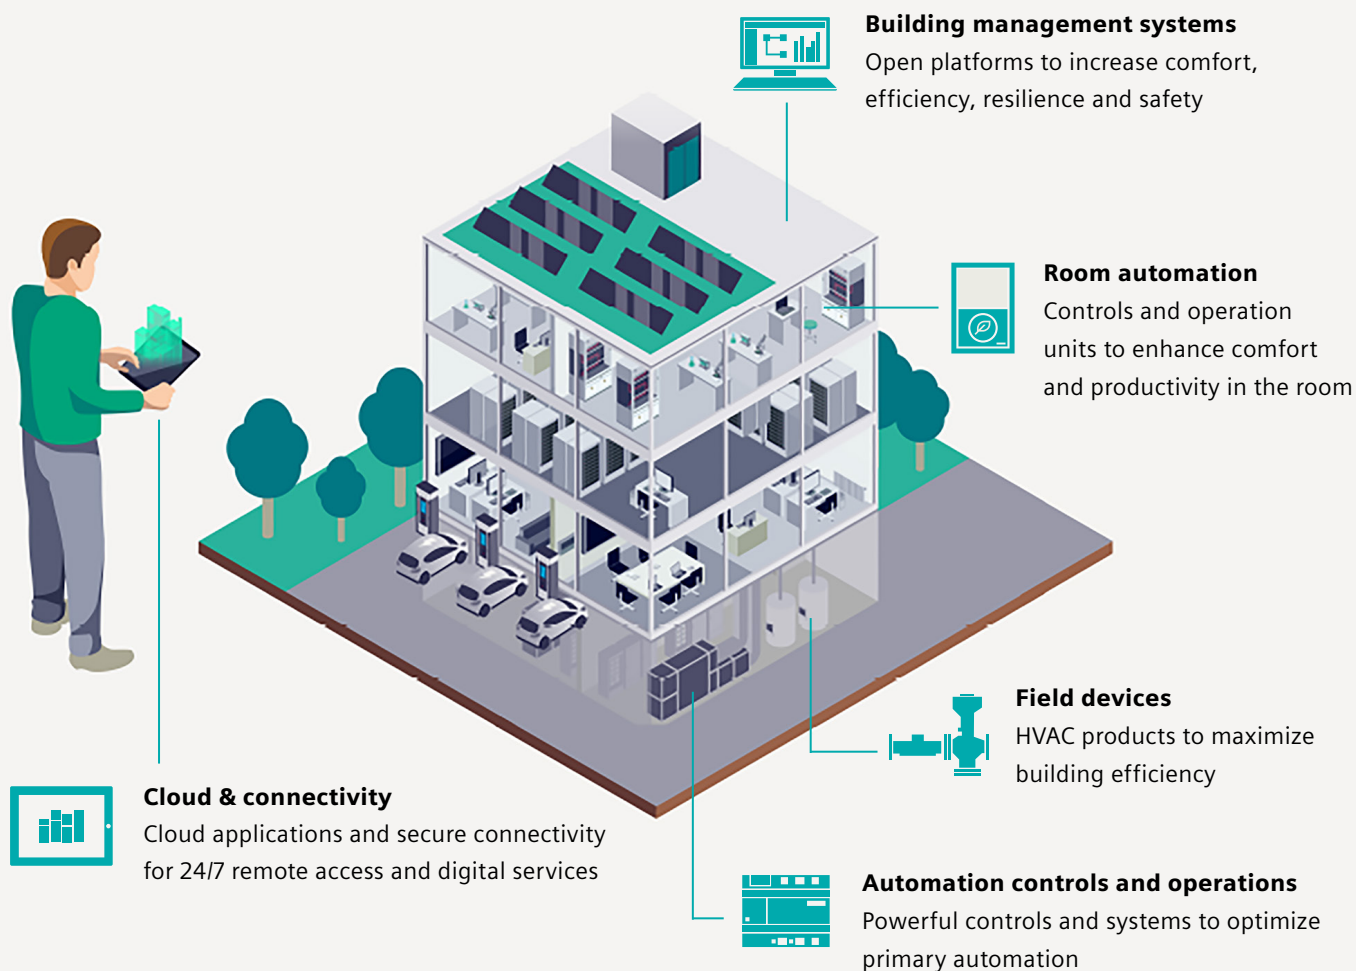 Building management systems
Open platforms to increase comfort,
efficiency, resilience and safety
Room automation
Controls and operation
units to enhance comfort
and productivity in the room
Field devices
HVAC products to maximize
building efficiency
Cloud & connectivity
Cloud applications and secure connectivity
for 24/7 remote access and digital services
Automation controls and operations
Powerful controls and systems to optimize
primary automation